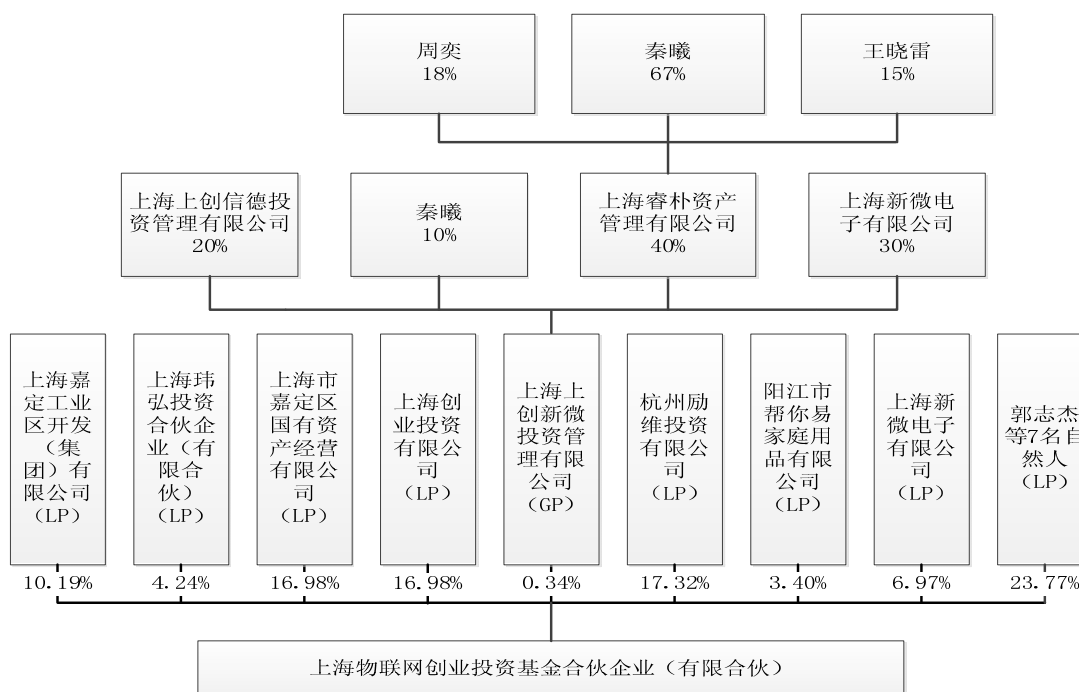 周奕
18%
秦曦
67%
王晓雷
15%
上海上创信德投
资管理有限公司
20%
秦曦
10%
上海睿朴资产
管理有限公司
40%
上海新微电
子有限公司
30%
上海嘉
定工业
区开发
（集
团）有
限公司
（LP）
上海玮
弘投资
合伙企
业（有
限合
伙）
（LP）
上海市
嘉定区
国有资
产经营
有限公
司
（LP）
上海创
业投资
有限公
司
（LP）
上海上
创新微
投资管
理有限
公司
（GP）
杭州励
维投资
有限公
司
（LP）
阳江市
帮你易
家庭用
品有限
公司
（LP）
上海新
微电子
有限公
司
（LP）
郭志杰
等7名自
然人
（LP）
10.19%
4.24%
16.98%
16.98%
0.34%
17.32%
3.40%
6.97%
23.77%
上海物联网创业投资基金合伙企业（有限合伙）